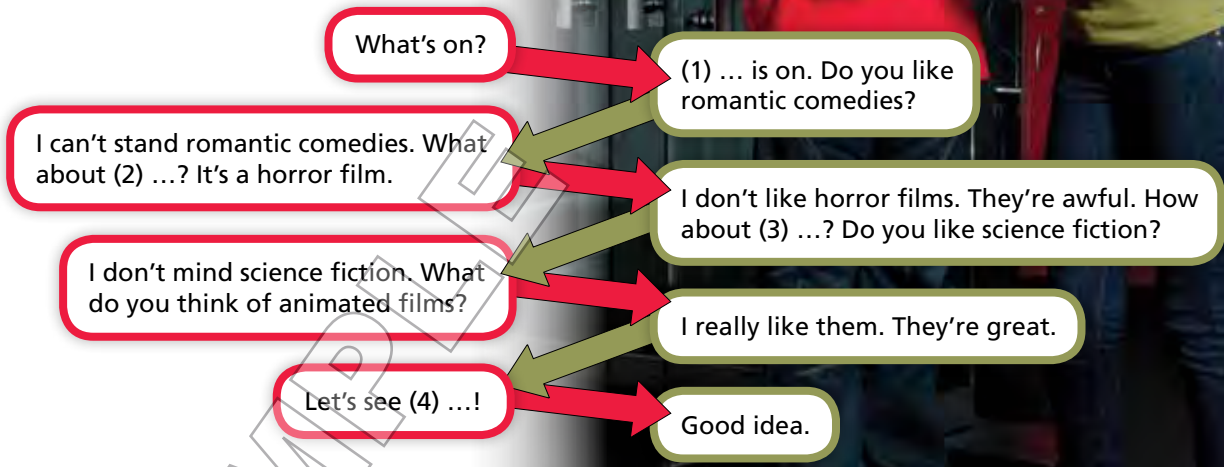 What's on?
(1) … is on. Do you like
romantic comedies?
I can't stand romantic comedies. What
about (2) …? It's a horror film.
I don't like horror films. They're awful. How
about (3) …? Do you like science fiction?
I don't mind science fiction. What
do you think of animated films?
I really like them. They're great.
Let's see (4) …!
Good idea.
MPLE